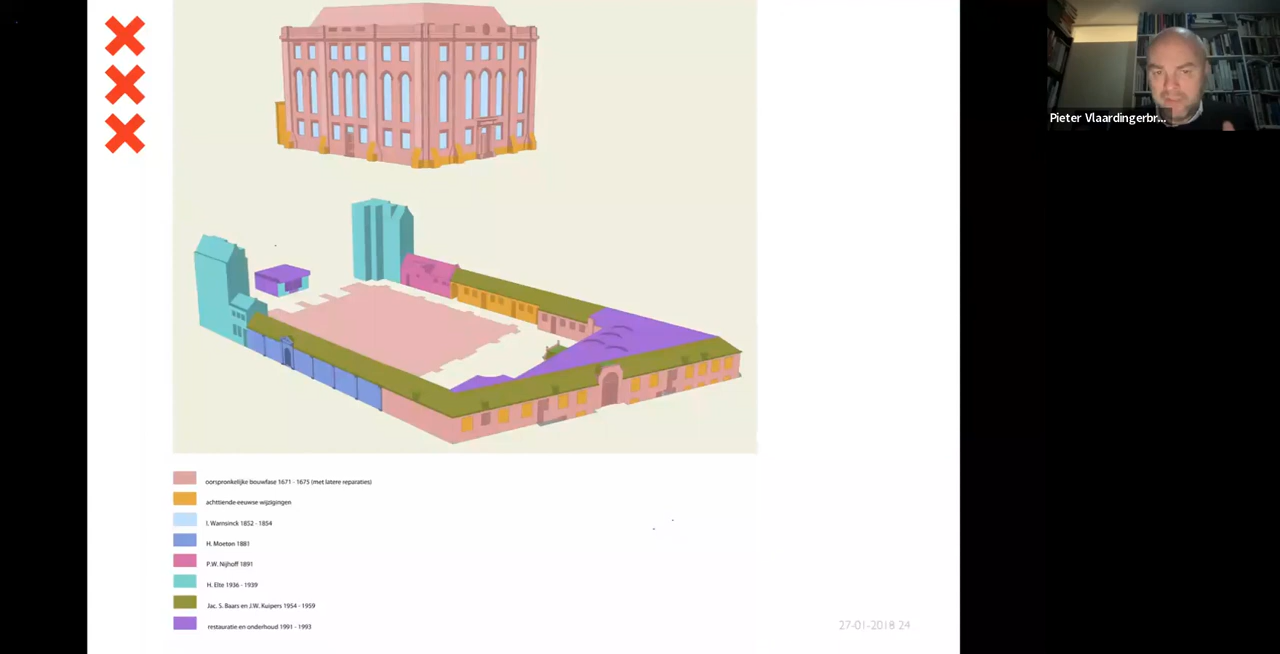 Pieter Vlaardingerbr...
oorspronkelijke bouwfase 1671 - 1675 (met latere reparaties)
achttiende eeuwse wijzigingen
I. Warnsinck 1852 - 1854
H. Moeton 1881
P.W. Nijhoff 1891
H. Elte 1936 - 1939
Jac. S. Baars en J.W. Kuipers 1954 - 1959
restauratie en onderhoud 1991 - 1993
27-01-2018 24